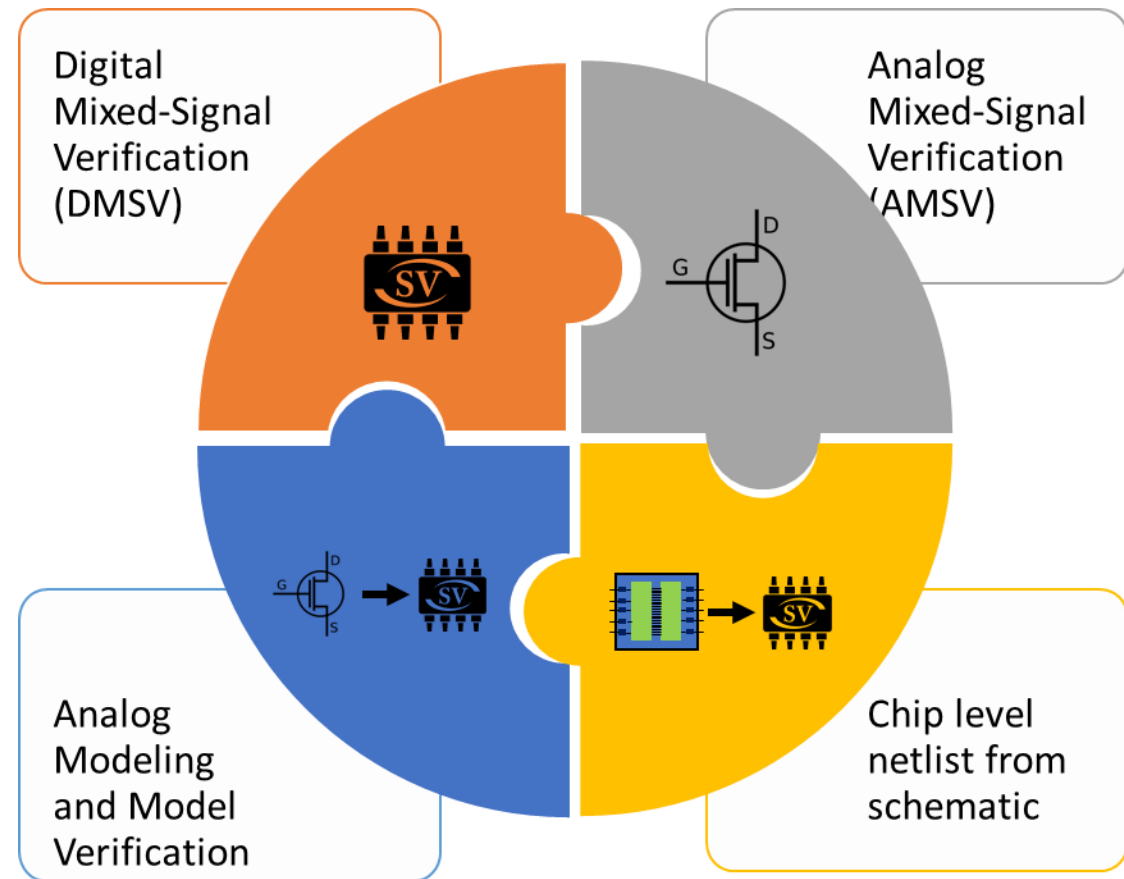 Digital
Mixed-Signal
Verification
(DMSV)
Analog
Mixed-Signal
Verification
(AMSV)
SV
D
G
S
D
G
S
SV
SV
Analog
Modeling
and Model
Verification
Chip level
netlist from
schematic